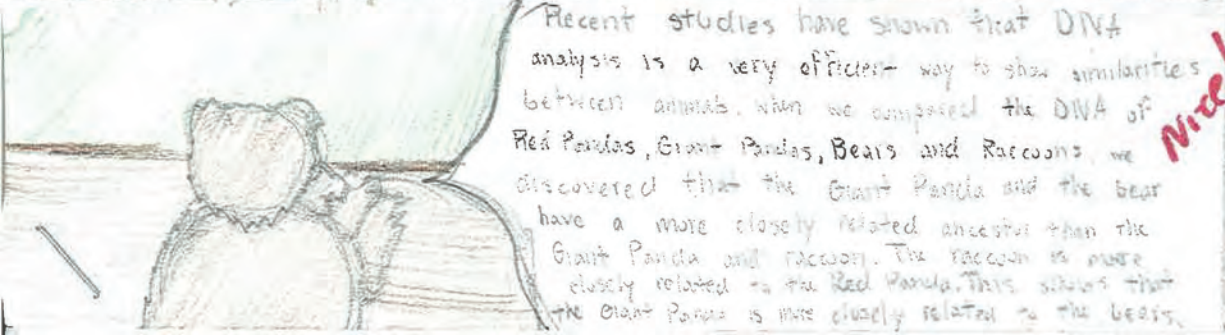 Recent studies have shown that DNA
analysis is a very efficient way to show similarities
between animals. When we compared the DNA of
Red Pandas, Giant Pandas, Bears and Raccoons, we
discovered that the Giant Panda and the bear
have a more closely related ancestor than the
Giant Panda and raccoon. The raccoon is more
closely related to the Red Panda. This shows that
the Giant Panda is more closely related to the bears.
Nice!